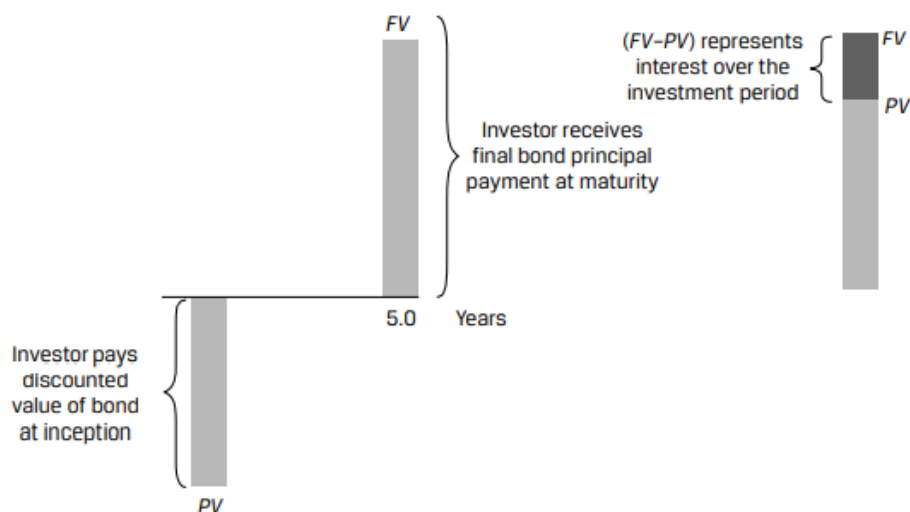 FV
Investor receives
final bond principal
payment at maturity
5.0 Years
Investor pays
discounted
value of bond
at inception
PV
(FV–PV) represents
interest over the
investment period
FV
PV